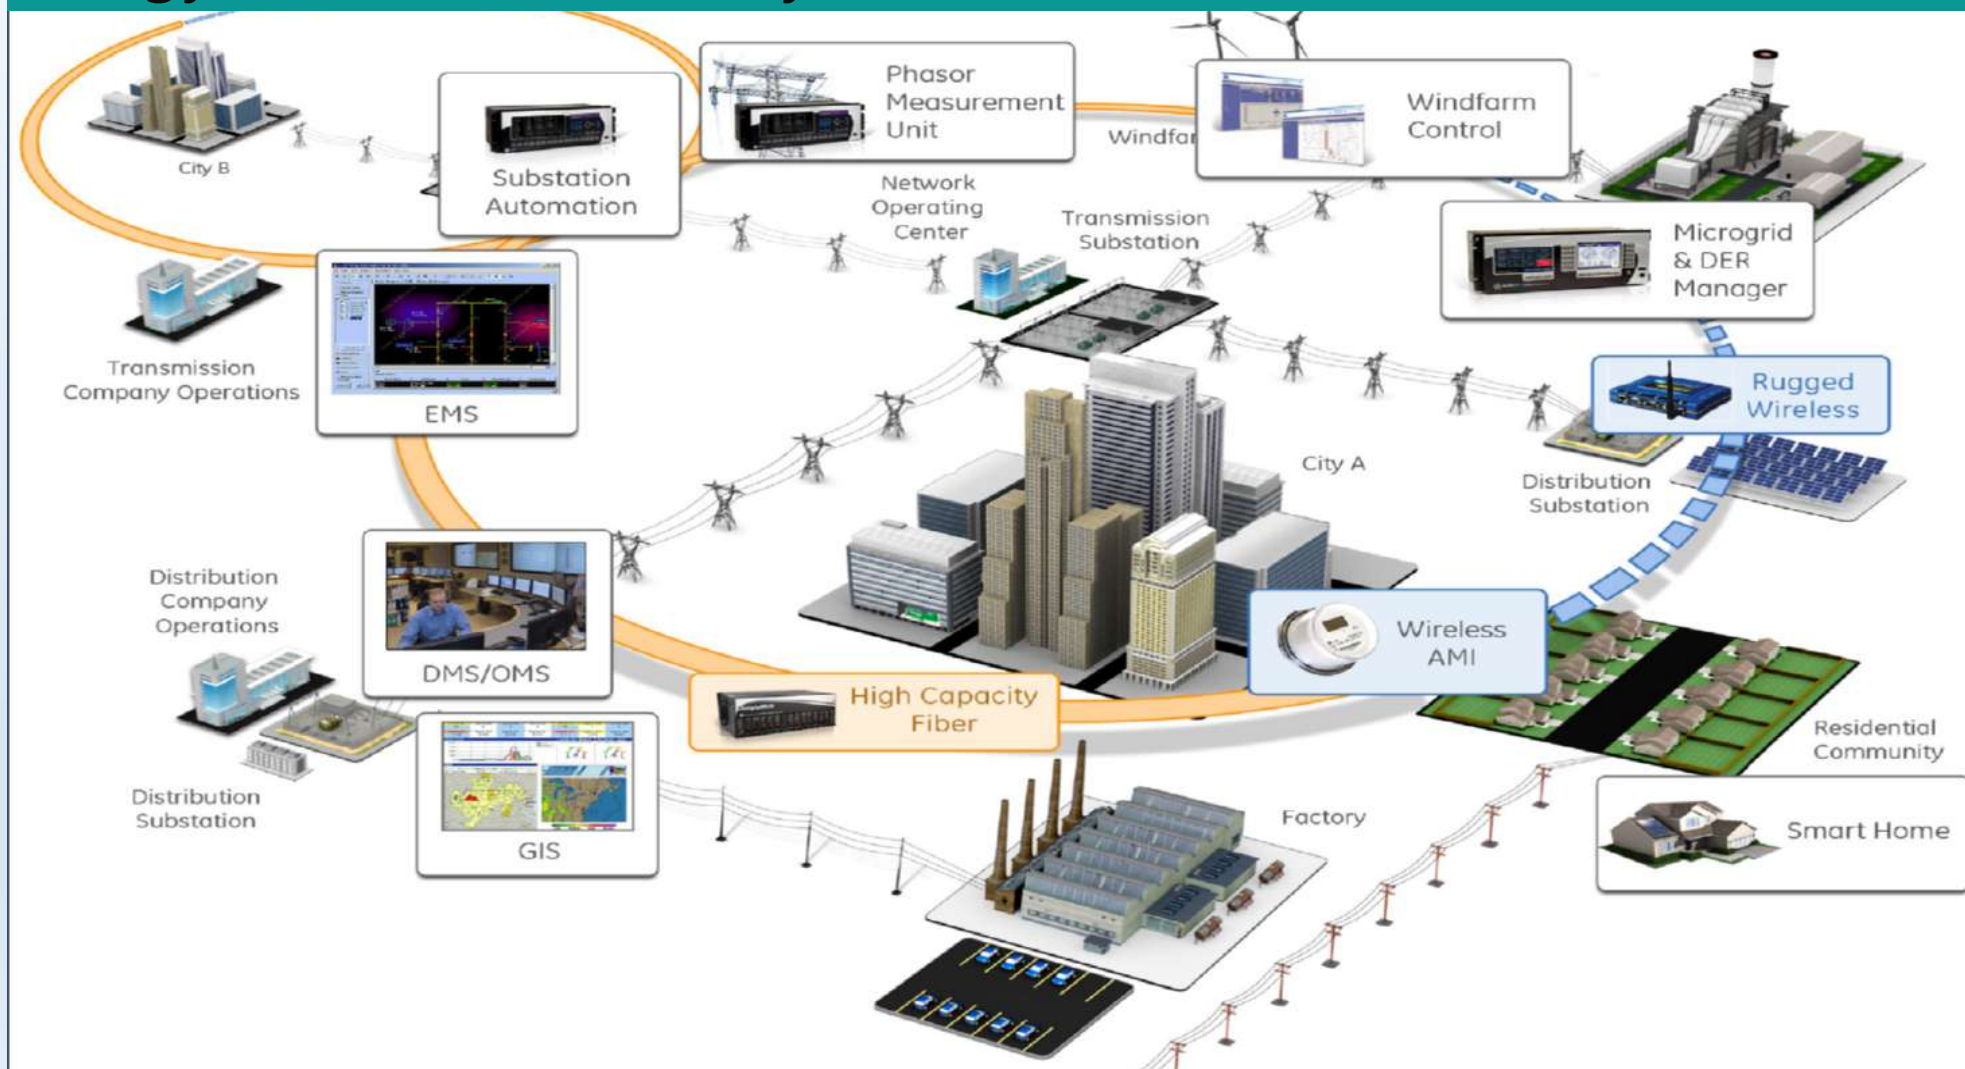 Phasor
Measurement
Unit
Windfarm
Control
City B
Substation
Automation
Network
Operating
Center
Transmission
Substation
Microgrid
& DER
Manager
Transmission
Company Operations
EMS
Rugged
Wireless
City A
Distribution
Substation
Distribution
Company
Operations
DMS/OMS
Wireless
AMI
High Capacity
Fiber
Residential
Community
Distribution
Substation
GIS
Factory
Smart Home